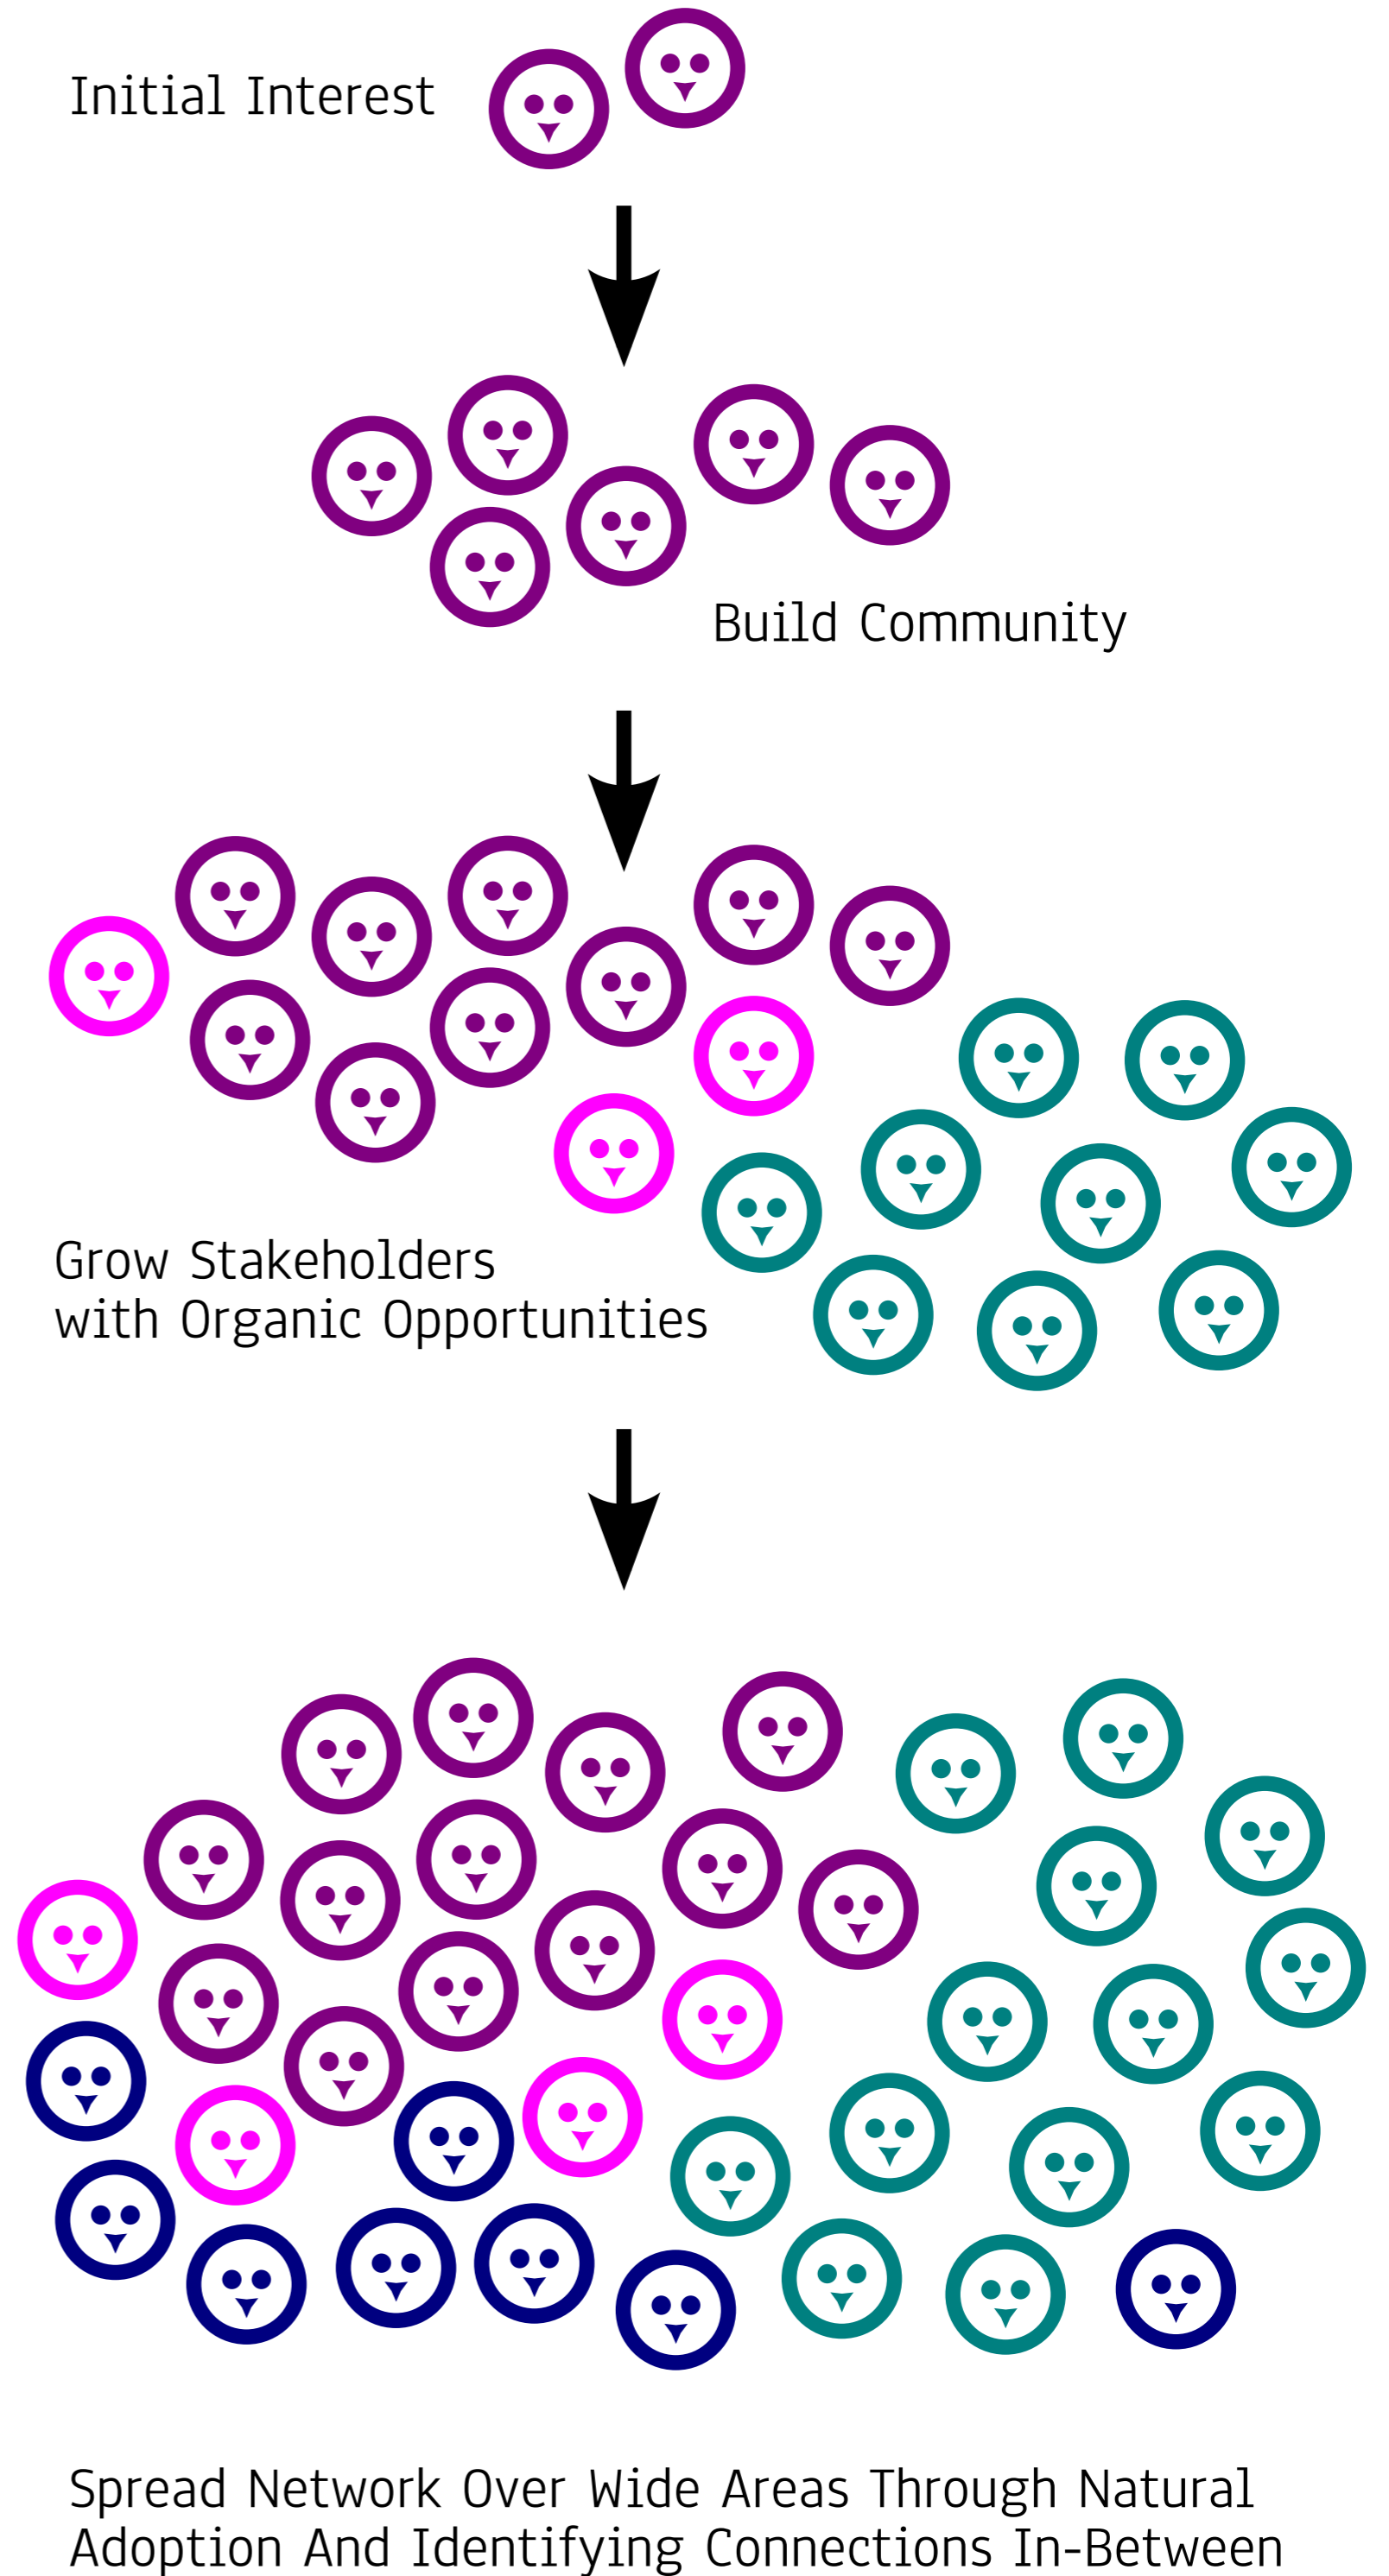 Initial Interest
Build Community
Grow Stakeholders
with Organic Opportunities
Spread Network Over Wide Areas Through Natural
Adoption And Identifying Connections In-Between